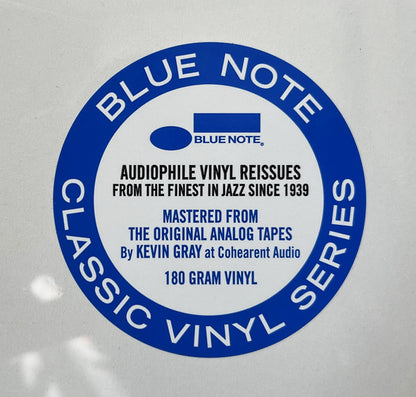 BLUE NOTE
BLUE NOTE®
AUDIOPHILE VINYL REISSUES
FROM THE FINEST IN JAZZ SINCE 1939
MASTERED FROM
THE ORIGINAL ANALOG TAPES
By KEVIN GRAY at Cohearent Audio
180 GRAM VINYL
CLASSIC VINYL SERIES